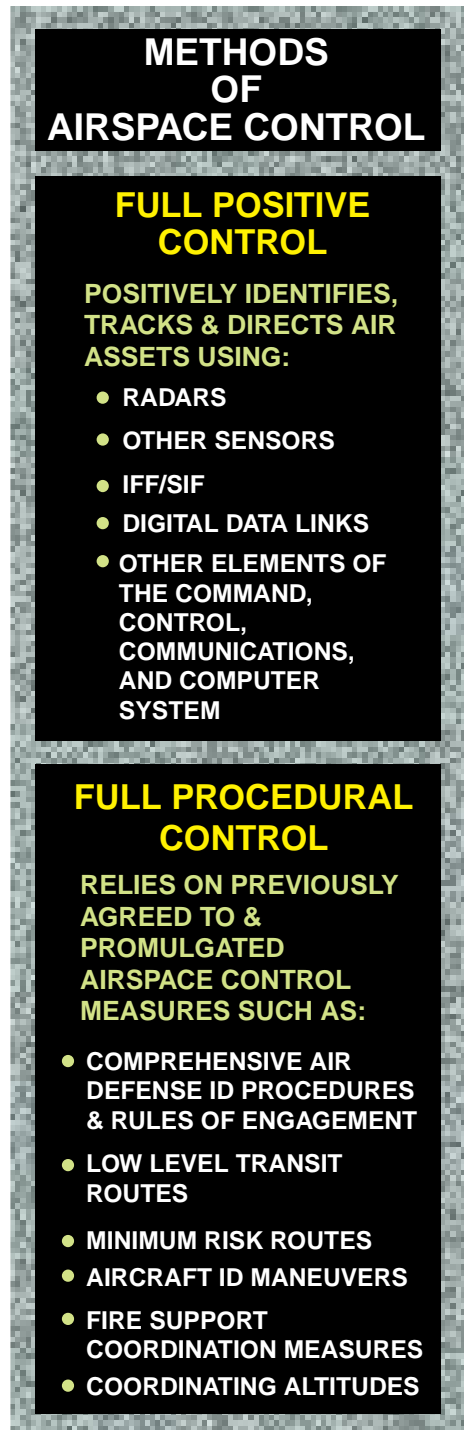 METHODS
OF
AIRSPACE CONTROL
FULL POSITIVE
CONTROL
POSITIVELY IDENTIFIES,
TRACKS & DIRECTS AIR
ASSETS USING:
• RADARS
• OTHER SENSORS
• IFF/SIF
• DIGITAL DATA LINKS
• OTHER ELEMENTS OF
THE COMMAND,
CONTROL,
COMMUNICATIONS,
AND COMPUTER
SYSTEM
FULL PROCEDURAL
CONTROL
RELIES ON PREVIOUSLY
AGREED TO &
PROMULGATED
AIRSPACE CONTROL
MEASURES SUCH AS:
• COMPREHENSIVE AIR
DEFENSE ID PROCEDURES
& RULES OF ENGAGEMENT
• LOW LEVEL TRANSIT
ROUTES
• MINIMUM RISK ROUTES
• AIRCRAFT ID MANEUVERS
• FIRE SUPPORT
COORDINATION MEASURES
• COORDINATING ALTITUDES